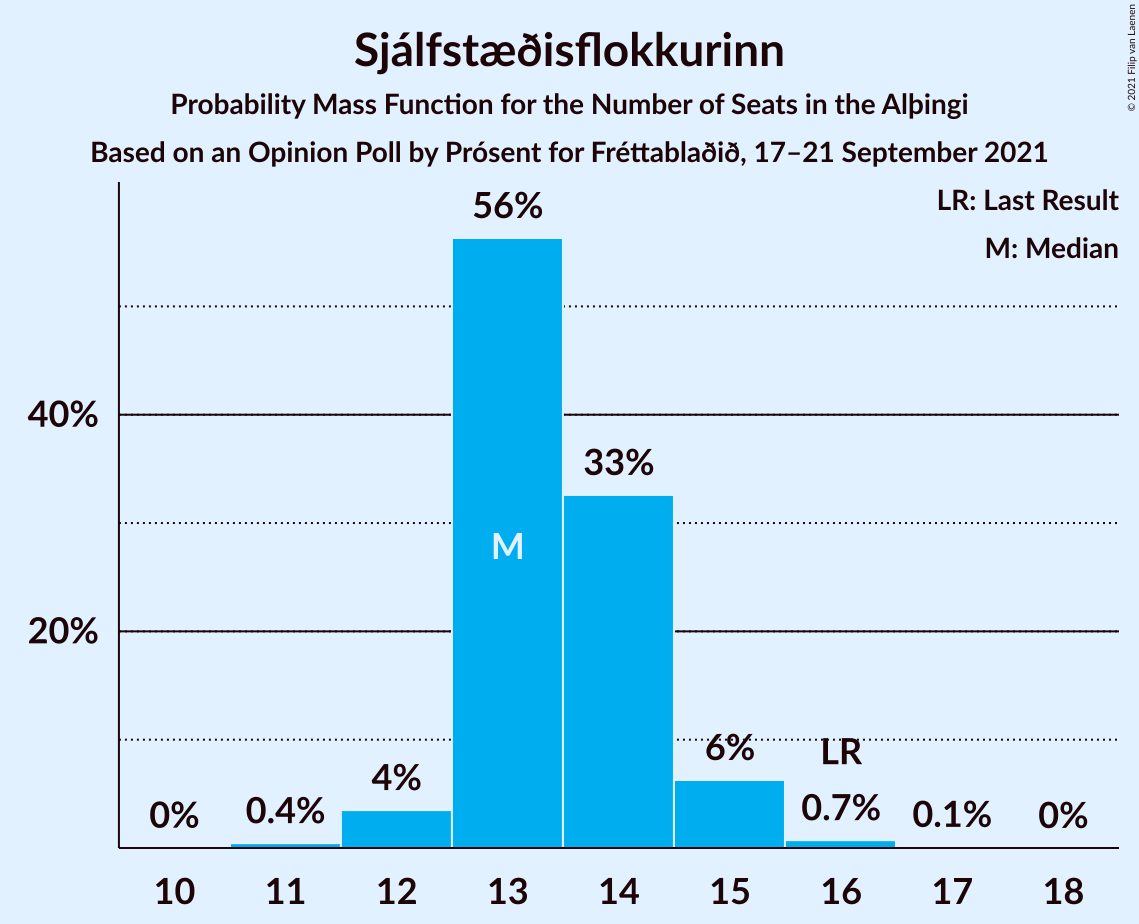 Sjálfstæðisflokkurinn
Probability Mass Function for the Number of Seats in the Alþingi
Based on an Opinion Poll by Prósent for Fréttablaðið, 17–21 September 2021
© 2021 Filip van Laenen
LR: Last Result
M: Median
56%
40%
33%
M
20%
6%
LR
4%
0%
0.4%
0.7%
0.1%
0%
10 11 12 13 14 15 16 17 18